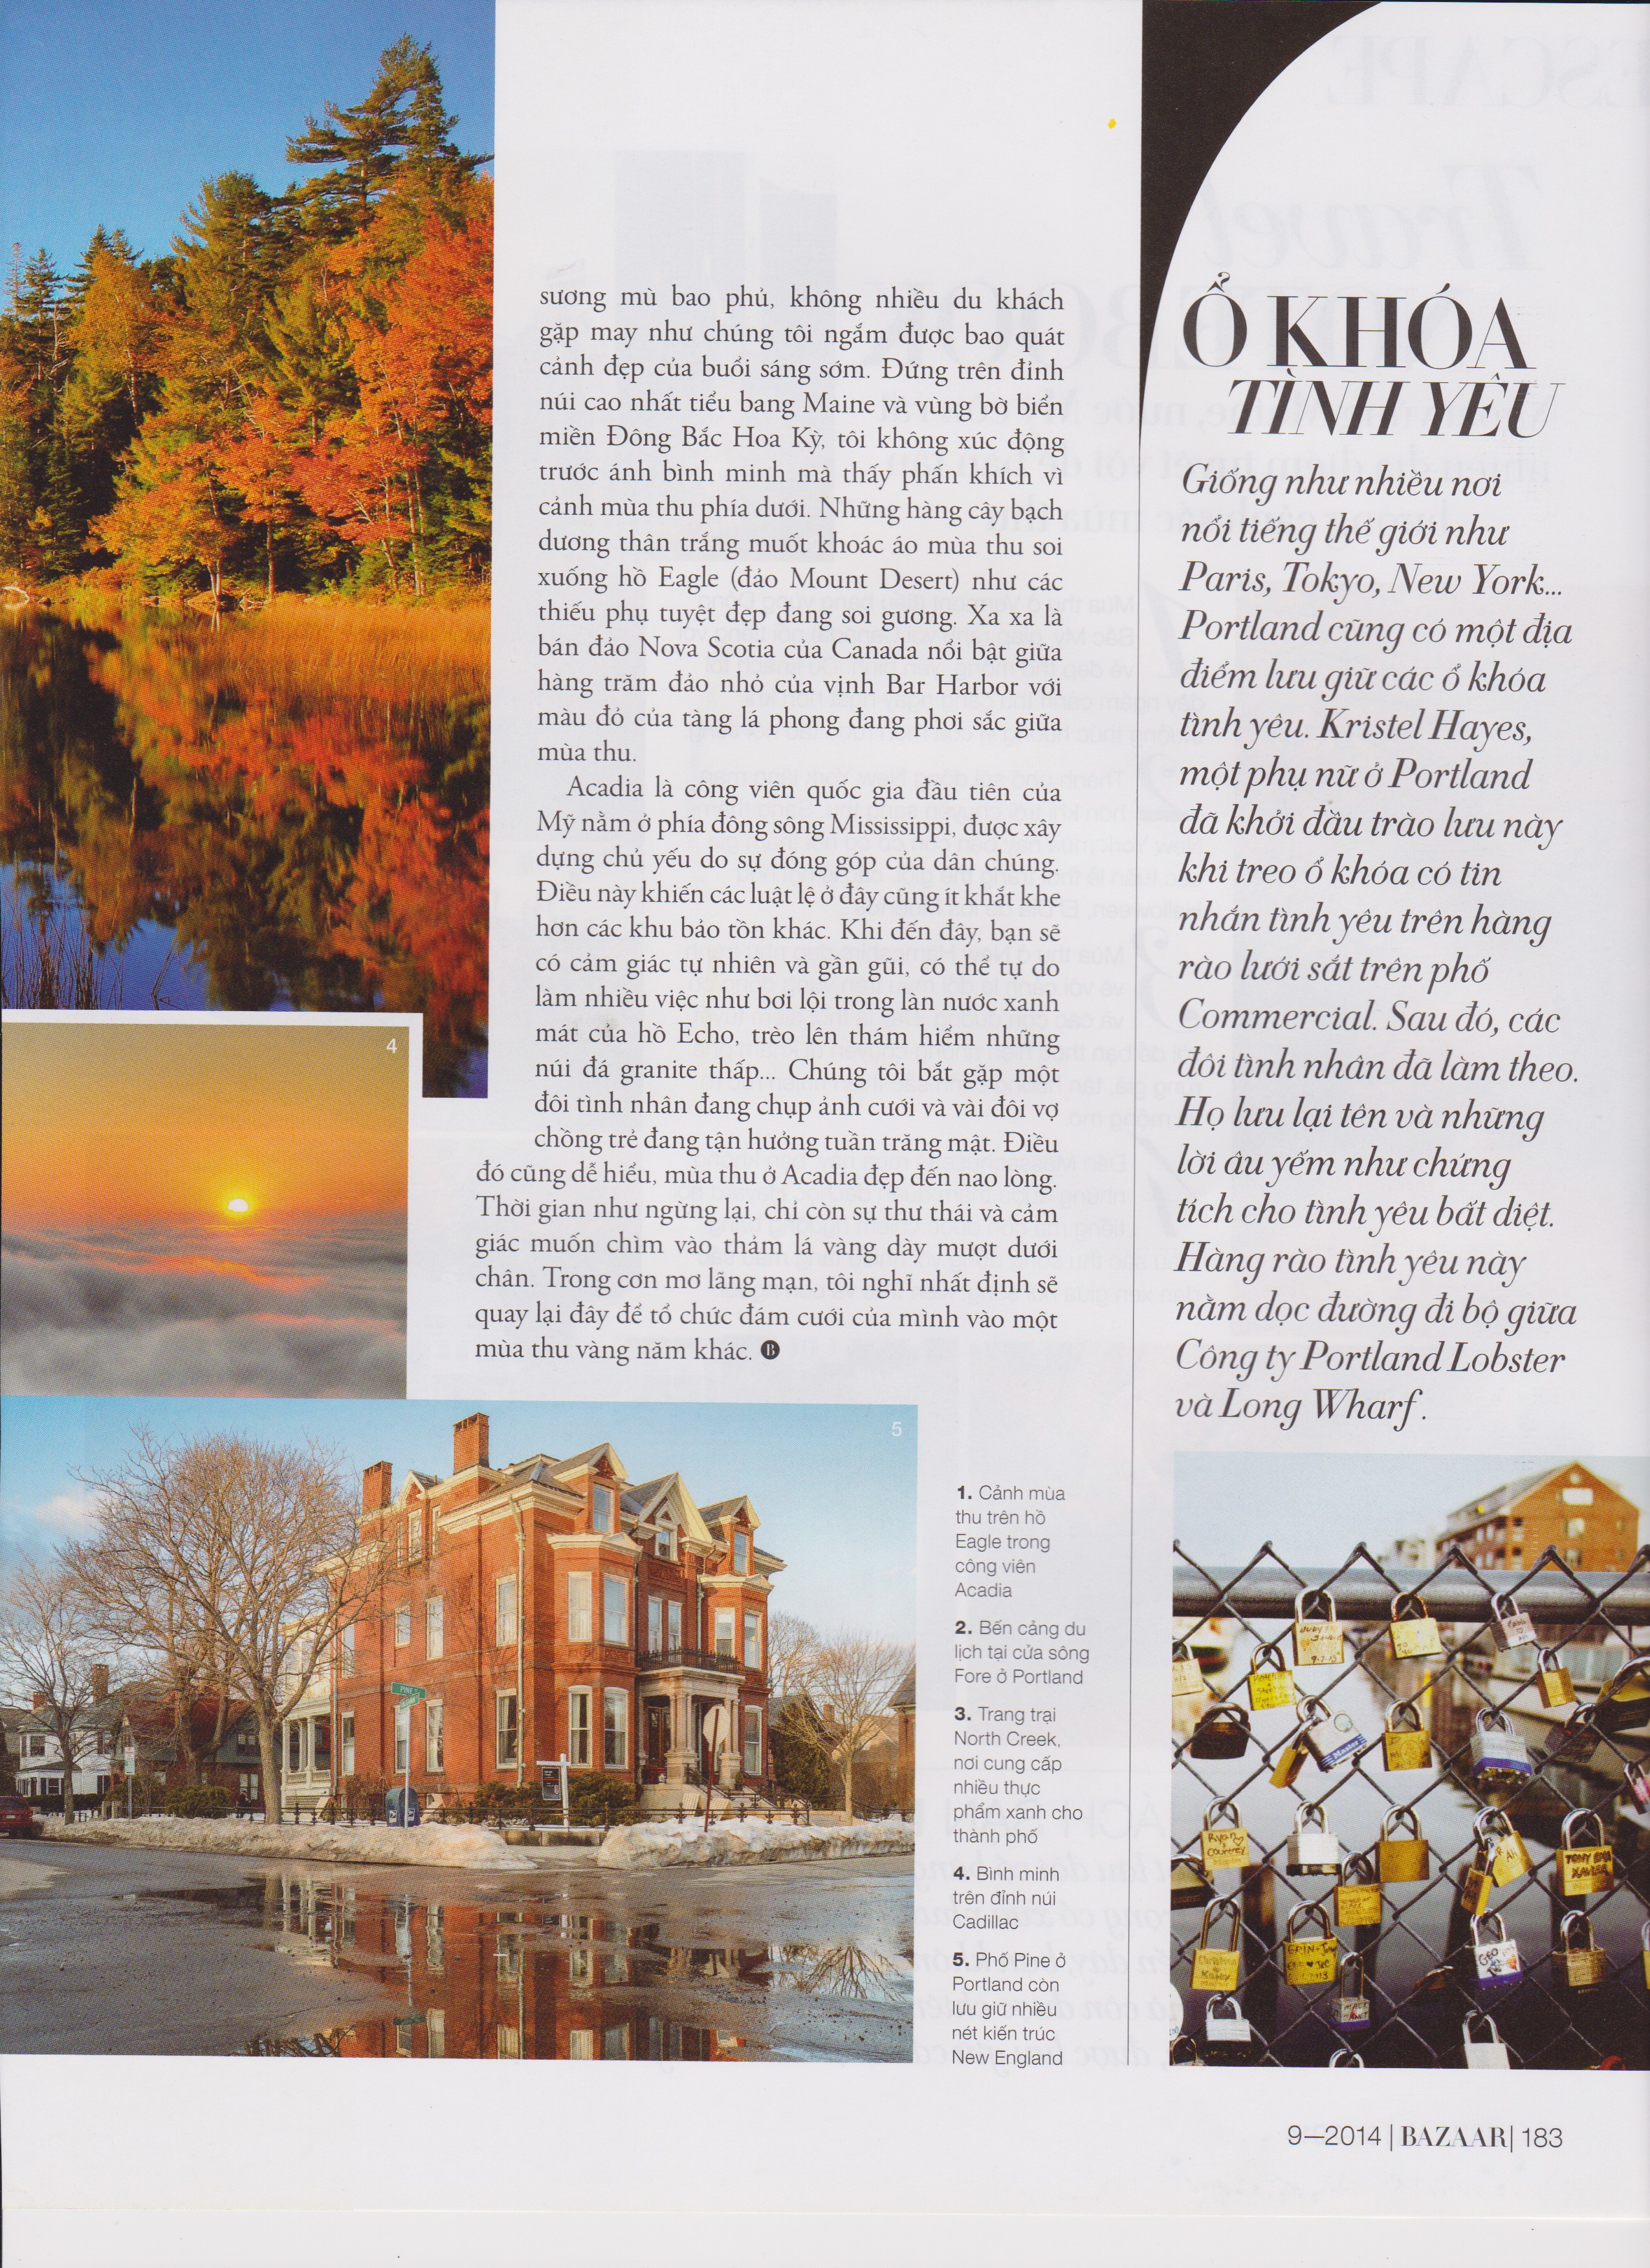 sương mù bao phủ, không nhiều du khách
gặp may như chúng tôi ngắm được bao quát
cảnh đẹp của buổi sáng sớm. Đứng trên đỉnh
núi cao nhất tiểu bang Maine và vùng bờ biển
miền Đông Bắc Hoa Kỳ, tôi không xúc động
trước ánh bình minh mà thấy phấn khích vì
cảnh mùa thu phía dưới. Những hàng cây bạch
dương thân trắng muốt khoác áo mùa thu soi
xuống hồ Eagle (đảo Mount Desert) như các
thiếu phụ tuyệt đẹp đang soi gương. Xa xa là
bán đảo Nova Scotia của Canada nổi bật giữa
hàng trăm đảo nhỏ của vịnh Bar Harbor với
màu đỏ của tàng lá phong đang phơi sắc giữa
mùa thu.
Acadia là công viên quốc gia đầu tiên của
Mỹ nằm ở phía đông sông Mississippi, được xây
dựng chủ yếu do sự đóng góp của dân chúng.
Điều này khiến các luật lệ ở đây cũng ít khắt khe
hơn các khu bảo tồn khác. Khi đến đây, bạn sẽ
có cảm giác tự nhiên và gần gũi, có thể tự do
làm nhiều việc như bơi lội trong làn nước xanh
mát của hồ Echo, trèo lên thám hiểm những
núi đá granite thấp... Chúng tôi bắt gặp một
đôi tình nhân đang chụp ảnh cưới và vài đôi vợ
chồng trẻ đang tận hưởng tuần trăng mật. Điều
đó cũng dễ hiểu, mùa thu ở Acadia đẹp đến nao lòng.
Thời gian như ngừng lại, chỉ còn sự thư thái và cảm
giác muốn chìm vào thảm lá vàng dày mượt dưới
chân. Trong cơn mơ lãng mạn, tôi nghĩ nhất định sẽ
quay lại đây để tổ chức đám cưới của mình vào một
mùa thu vàng năm khác. B
4
5
1. Cảnh mùa
thu trên hồ
Eagle trong
công viên
Acadia
2. Bến cảng du
lịch tại cửa sông
Fore ở Portland
3. Trang trại
North Creek,
nơi cung cấp
nhiều thực
phẩm xanh cho
thành phố
4. Bình minh
trên đỉnh núi
Cadillac
5. Phố Pine ở
Portland còn
lưu giữ nhiều
nét kiến trúc
New England
Ổ KHÓA
TÌNH YÊU
Giống như nhiều nơi
nổi tiếng thế giới như
Paris, Tokyo, New York...
Portland cũng có một địa
điểm lưu giữ các ổ khóa
tình yêu. Kristel Hayes,
một phụ nữ ở Portland
đã khởi đầu trào lưu này
khi treo ổ khóa có tin
nhắn tình yêu trên hàng
rào lưới sắt trên phố
Commercial. Sau đó, các
đôi tình nhân đã làm theo.
Họ lưu lại tên và những
lời âu yếm như chứng
tích cho tình yêu bất diệt.
Hàng rào tình yêu này
nằm dọc đường đi bộ giữa
Công ty Portland Lobster
và Long Wharf.
PINE
Master
Ryan
Courtney
TONY
9—2014 | BAZAAR | 183